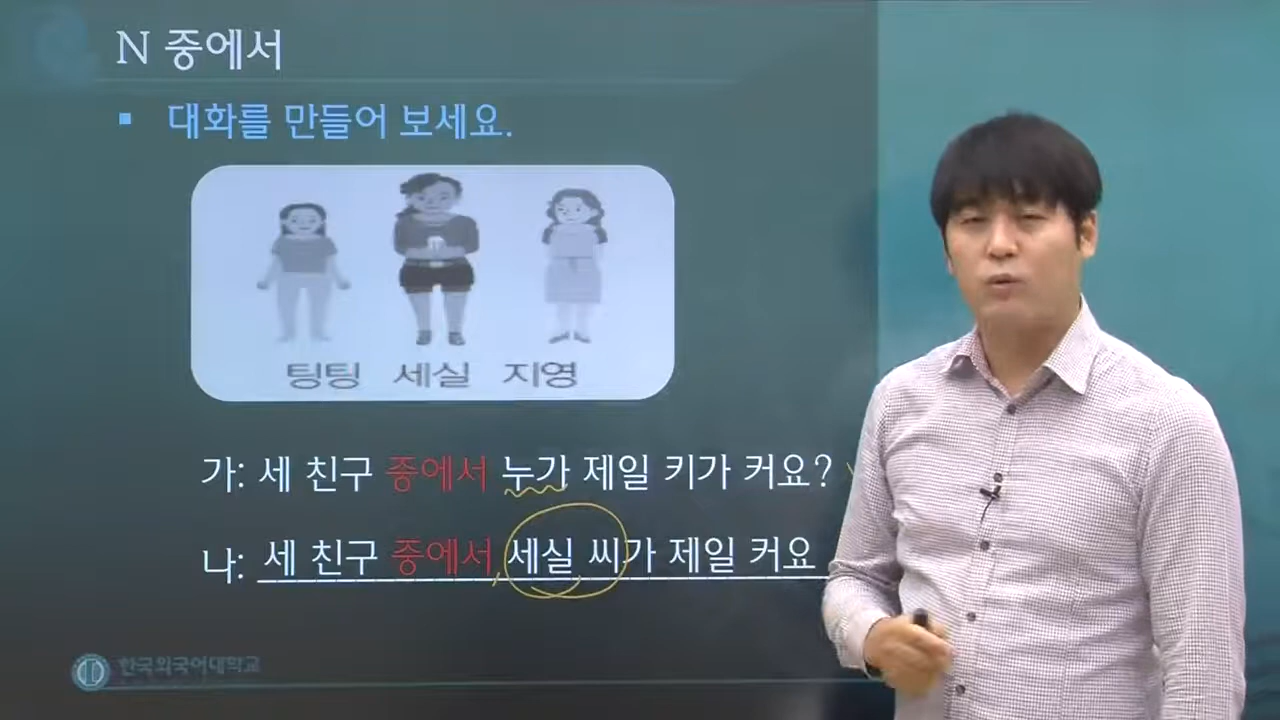 N 중에서
대화를 만들어 보세요.
팅팅 세실 지영
가: 세 친구 중에서 누가 제일 키가 커요?
나: 세 친구 중에서 세실 씨가 제일 커요
한국외국어대학교